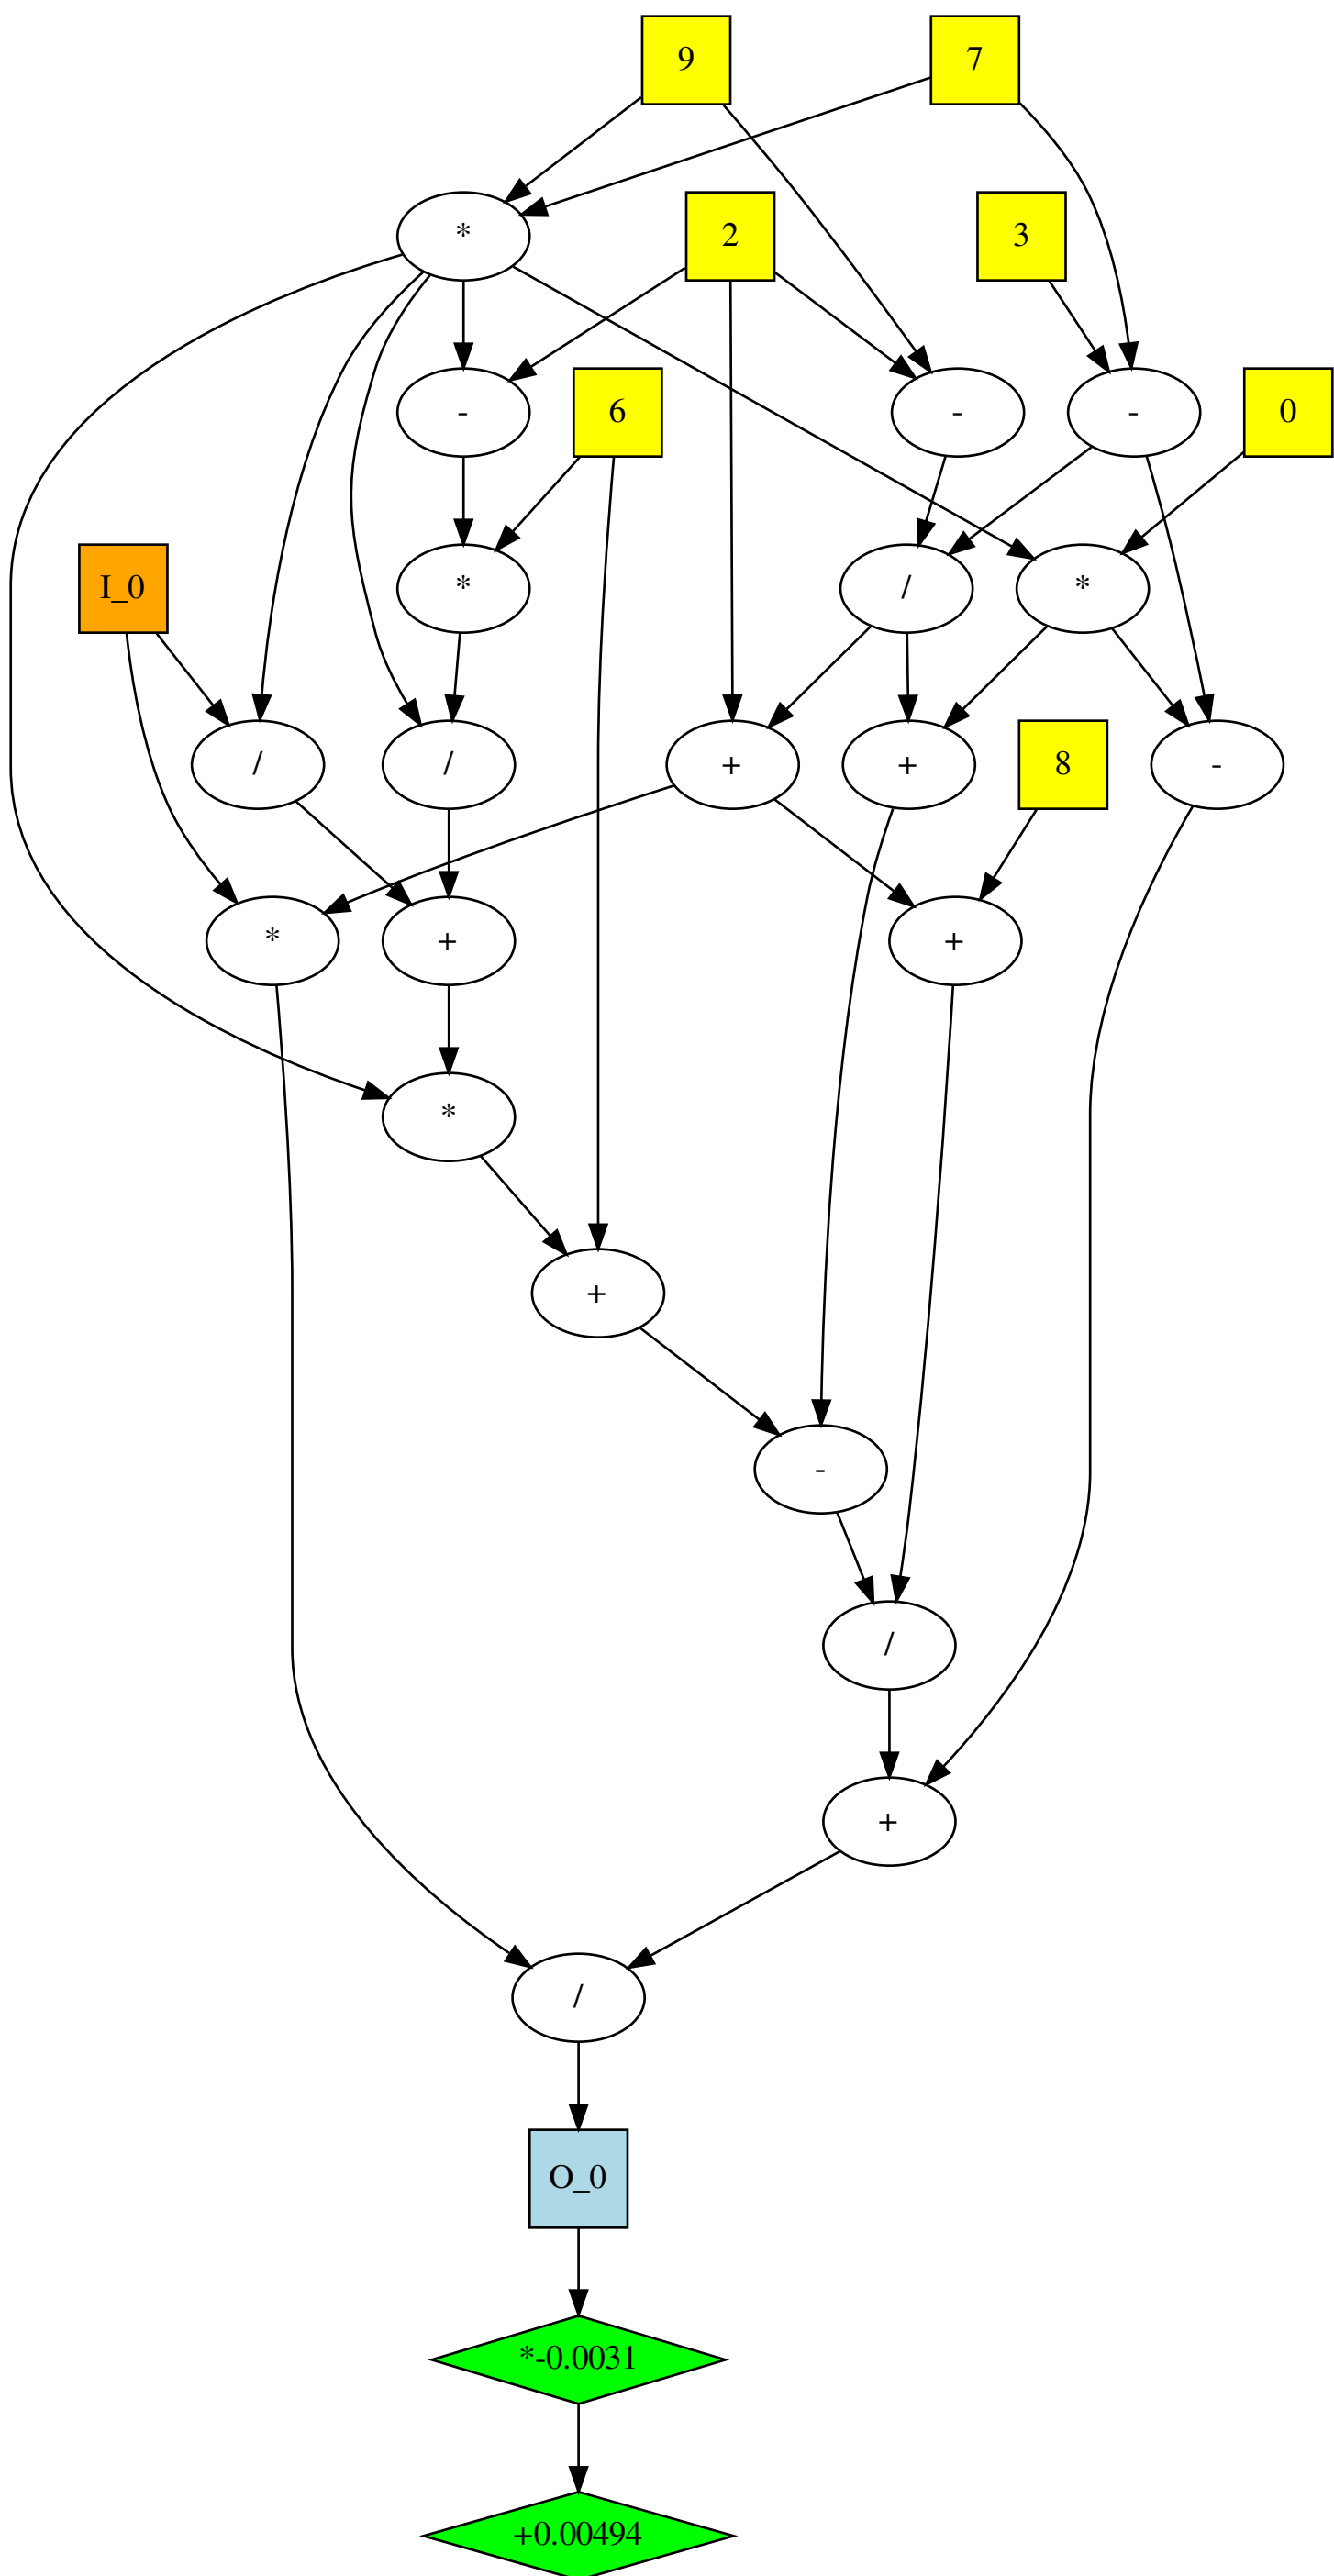 9 7
* 2 3
- 6 - - 0
I_0 * / *
/ / + + 8 -
* + +
*
+
-
/
+
/
O_0
*-0.0031
+0.00494